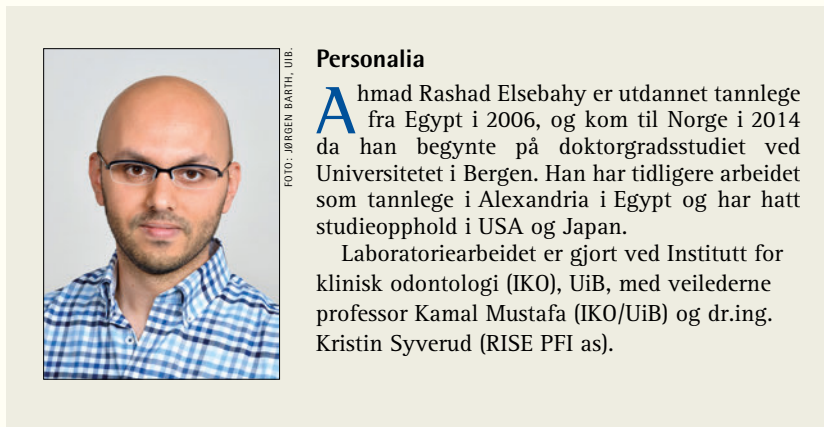 FOTO: JØRGEN BARTH, UIB.
Personalia
Ahmad Rashad Elsebahy er utdannet tannlege
fra Egypt i 2006, og kom til Norge i 2014
da han begynte på doktorgradsstudiet ved
Universitetet i Bergen. Han har tidligere arbeidet
som tannlege i Alexandria i Egypt og har hatt
studieopphold i USA og Japan.
Laboratoriearbeidet er gjort ved Institutt for
klinisk odontologi (IKO), UiB, med veilederne
professor Kamal Mustafa (IKO/UiB) og dr.ing.
Kristin Syverud (RISE PFI as).